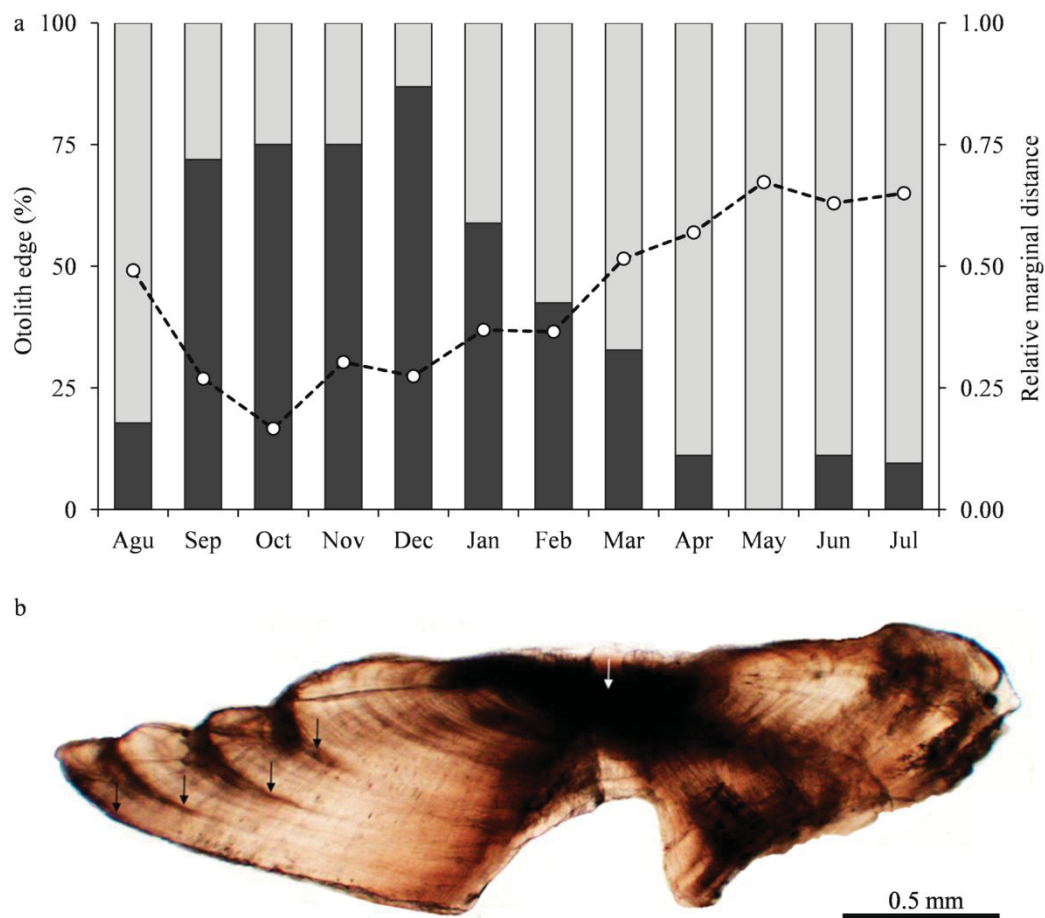 a
100
75
50
25
0
Otolith edge (%)
1.00
0.75
0.50
0.25
0.00
Relative marginal distance
Agu Sep Oct Nov Dec Jan Feb Mar Apr May Jun Jul
b
0.5 mm